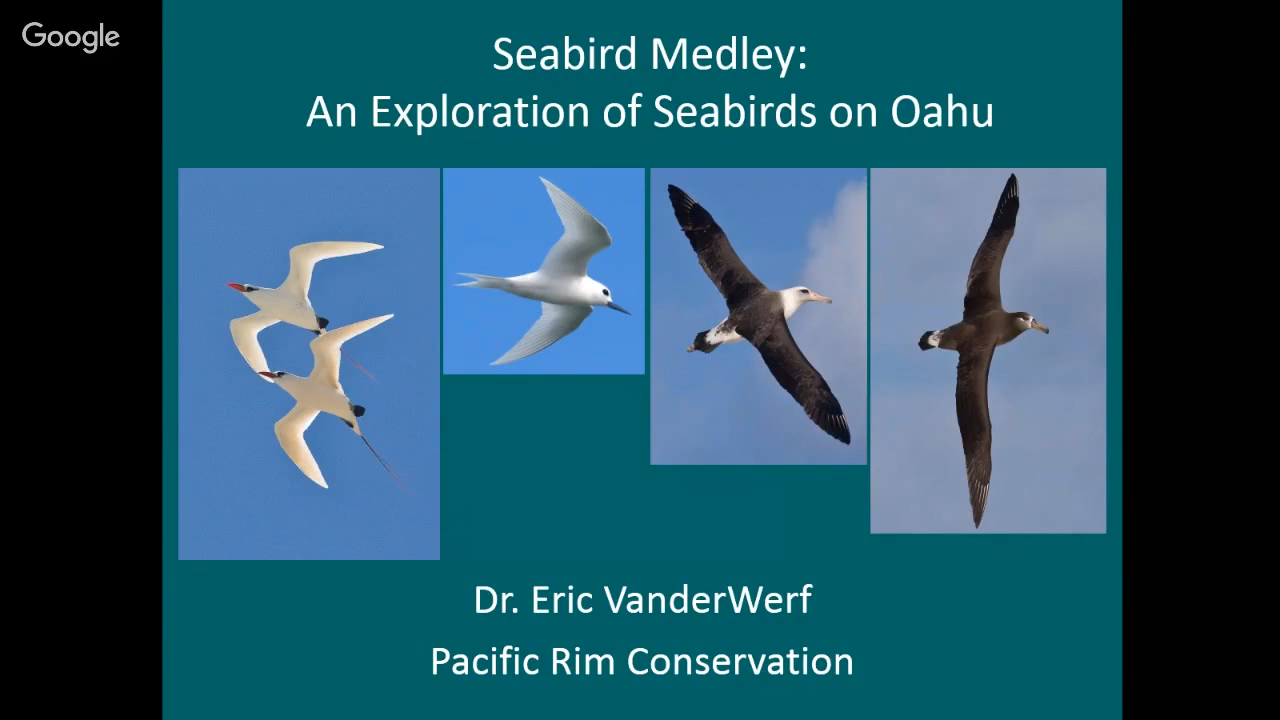 Google
Seabird Medley:
An Exploration of Seabirds on Oahu
Dr. Eric VanderWerf
Pacific Rim Conservation